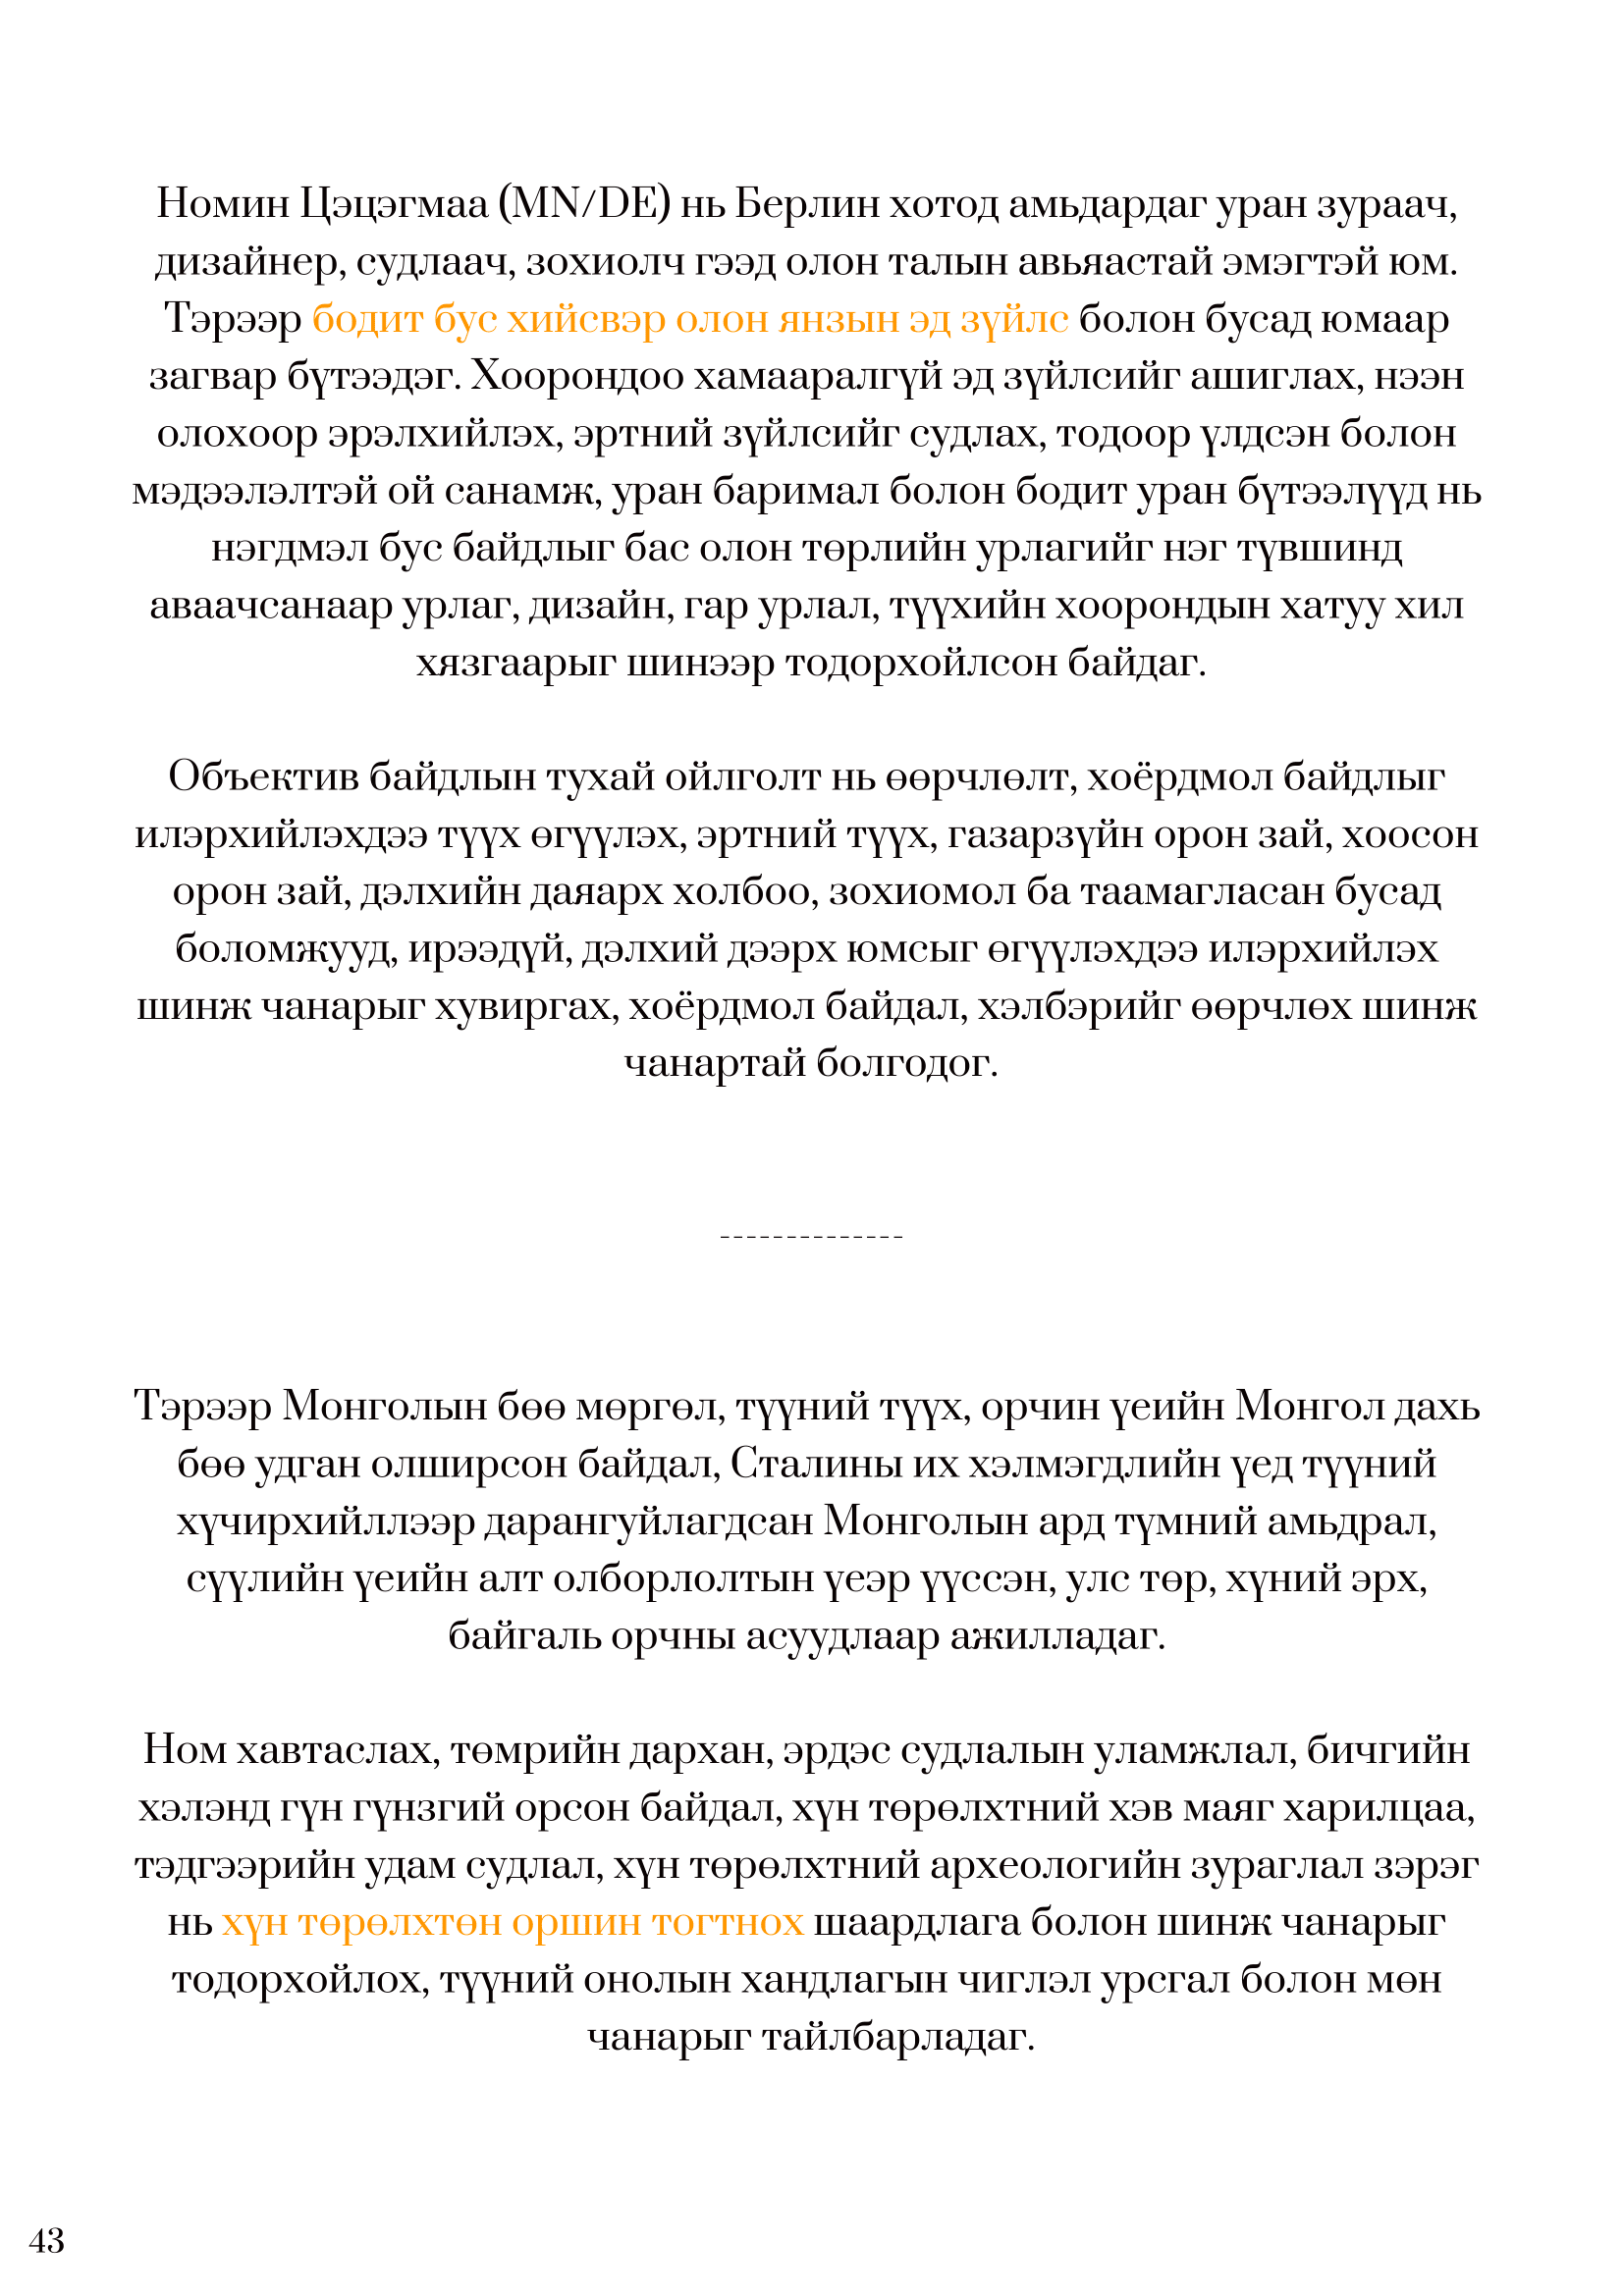 Номин Цэцэгмаа (MN/DE) нь Берлин хотод амьдардаг уран зураач,
дизайнер, судлаач, зохиолч гээд олон талын авьяастай эмэгтэй юм.
Тэрээр бодит бус хийсвэр олон янзын эд зүйлс болон бусад юмаар
загвар бүтээдэг. Хоорондоо хамааралгүй эд зүйлсийг ашиглах, нээн
олохоор эрэлхийлэх, эртний зүйлсийг судлах, тодоор үлдсэн болон
мэдээлэлтэй ой санамж, уран баримал болон бодит уран бүтээлүүд нь
нэгдмэл бус байдлыг бас олон төрлийн урлагийг нэг түвшинд
аваачсанаар урлаг, дизайн, гар урлал, түүхийн хоорондын хатуу хил
хязгаарыг шинээр тодорхойлсон байдаг.
Объектив байдлын тухай ойлголт нь өөрчлөлт, хоёрдмол байдлыг
илэрхийлэхдээ түүх өгүүлэх, эртний түүх, газарзүйн орон зай, хоосон
орон зай, дэлхийн даяарх холбоо, зохиомол ба таамагласан бусад
боломжууд, ирээдүй, дэлхий дээрх юмсыг өгүүлэхдээ илэрхийлэх
шинж чанарыг хувиргах, хоёрдмол байдал, хэлбэрийг өөрчлөх шинж
чанартай болгодог.
--------------
Тэрээр Монголын бөө мөргөл, түүний түүх, орчин үеийн Монгол дахь
бөө удган олширсон байдал, Сталины их хэлмэгдлийн үед түүний
хүчирхийллээр дарангуйлагдсан Монголын ард түмний амьдрал,
сүүлийн үеийн алт олборлолтын үеэр үүссэн, улс төр, хүний эрх,
байгаль орчны асуудлаар ажилладаг.
Ном хавтаслах, төмрийн дархан, эрдэс судлалын уламжлал, бичгийн
хэлэнд гүн гүнзгий орсон байдал, хүн төрөлхтний хэв маяг харилцаа,
тэдгээрийн удам судлал, хүн төрөлхтний археологийн зураглал зэрэг
нь хүн төрөлхтөн оршин тогтнох шаардлага болон шинж чанарыг
тодорхойлох, түүний онолын хандлагын чиглэл урсгал болон мөн
чанарыг тайлбарладаг.
43